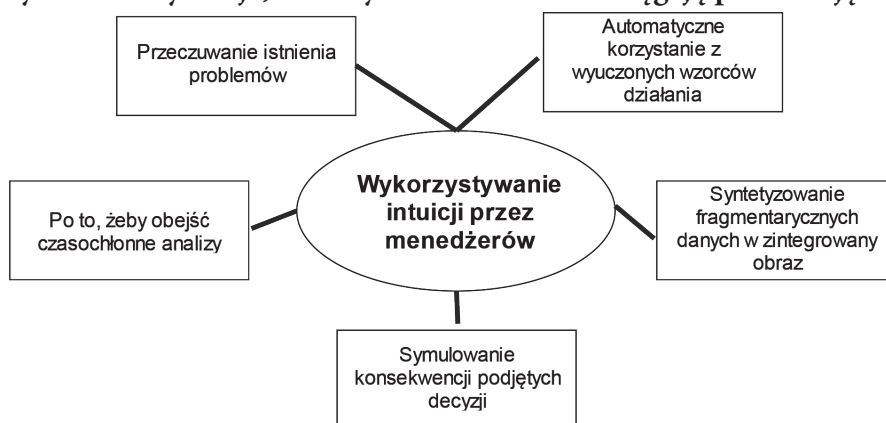 Przeczuwanie istnienia
problemów
Automatyczne
korzystanie z
wyuczonych wzorców
działania
Wykorzystywanie
intuicji przez
menedżerów
Po to, żeby obejść
czasochłonne analizy
Syntetyzowanie
fragmentarycznych
danych w zintegrowany
obraz
Symulowanie
konsekwencji podjętych
decyzji